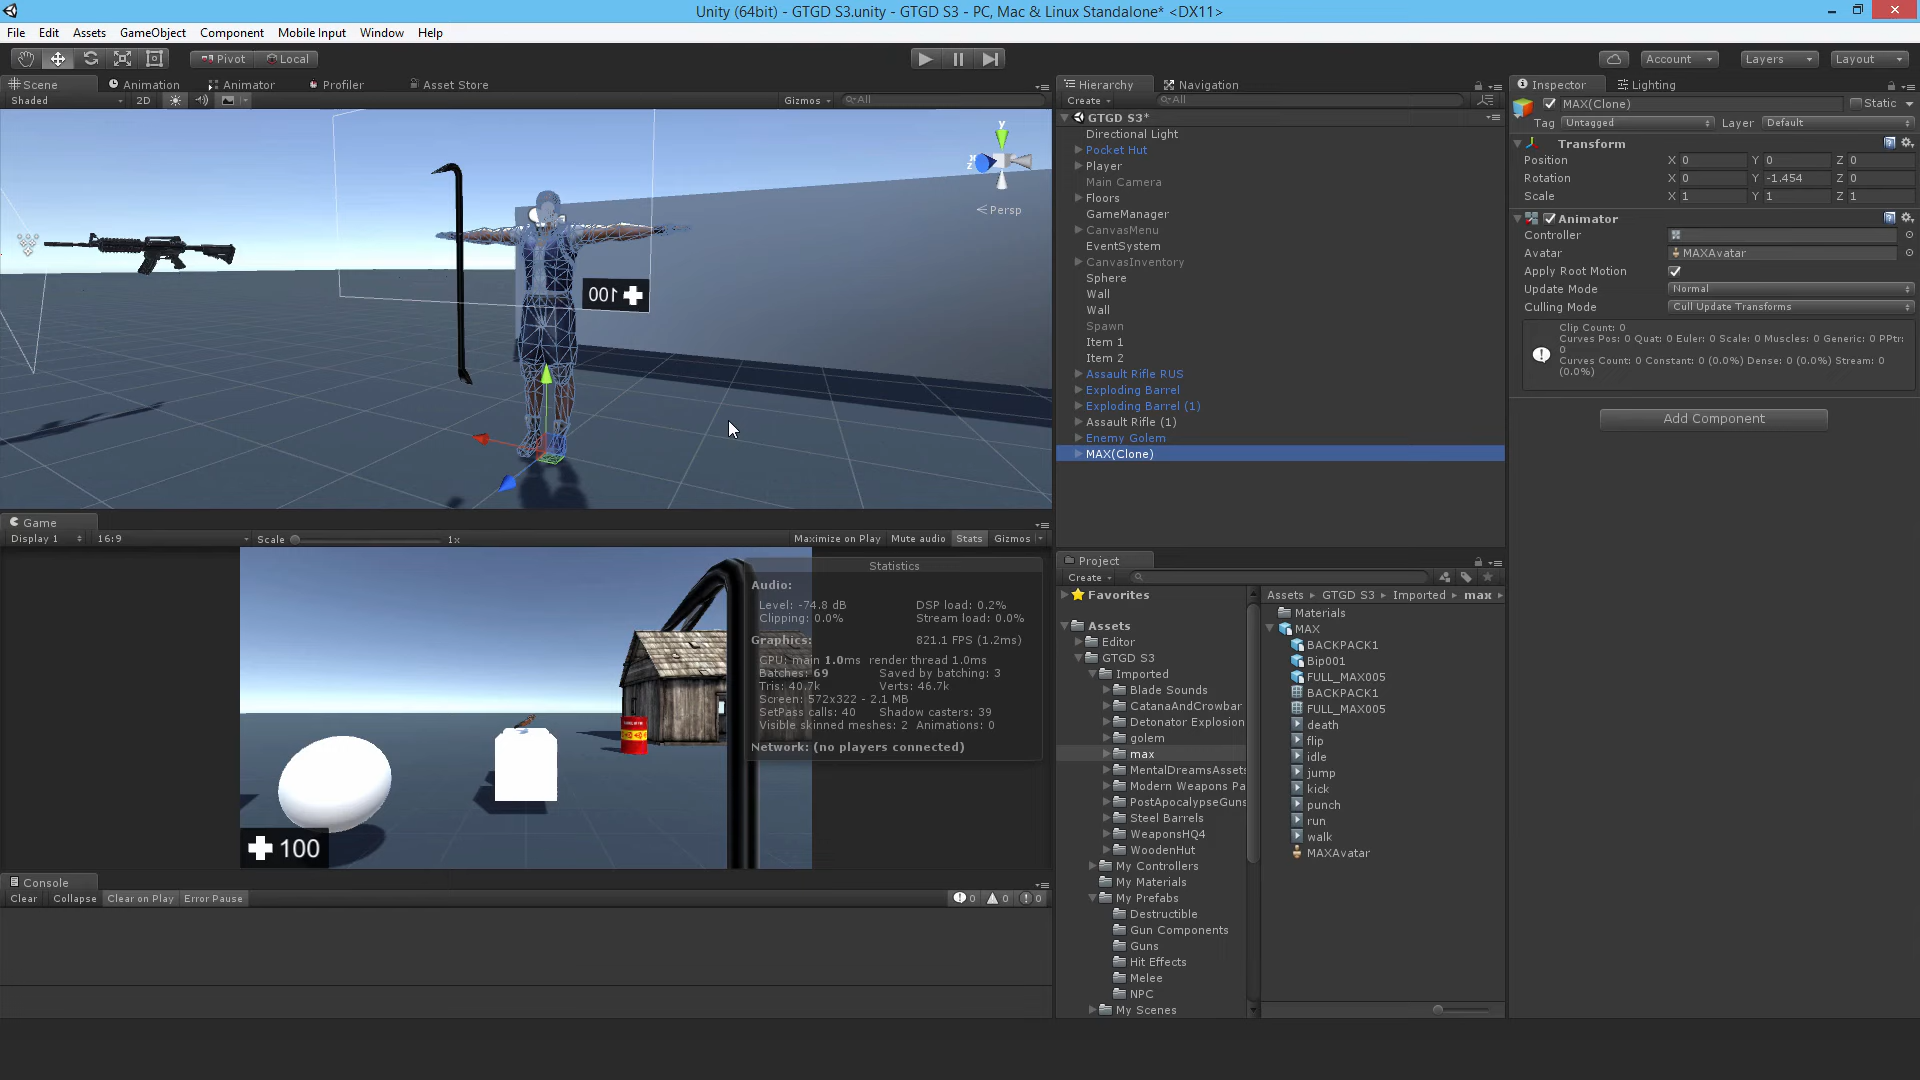 Unity (64bit) - GTGD S3.unity - GTGD S3 - PC, Mac & Linux Standalone* <DX11>
File Edit Assets GameObject Component Mobile Input Window Help
Pivot Local
Account Layers Layout
Scene Animation Animator Profiler Asset Store
Shaded 2D Gizmos All
y
x
z
Persp
100
Game
Display 1 16:9 Scale 1x Maximize on Play Mute audio Stats Gizmos
Statistics
Audio:
Level: -74.8 dB DSP load: 0.2%
Clipping: 0.0% Stream load: 0.0%
Graphics: 821.1 FPS (1.2ms)
CPU: main 1.0ms render thread 1.0ms
Batches: 69 Saved by batching: 3
Tris: 40.7k Verts: 46.7k
Screen: 572x322 - 2.1 MB
SetPass calls: 40 Shadow casters: 39
Visible skinned meshes: 2 Animations: 0
Network: (no players connected)
100
Console
Clear Collapse Clear on Play Error Pause 0 0 0
Hierarchy Navigation
Create All
GTGD S3*
Directional Light
Pocket Hut
Player
Main Camera
Floors
GameManager
CanvasMenu
EventSystem
CanvasInventory
Sphere
Wall
Wall
Spawn
Item 1
Item 2
Assault Rifle RUS
Exploding Barrel
Exploding Barrel (1)
Assault Rifle (1)
Enemy Golem
MAX(Clone)
Project
Create
Favorites
Assets
Editor
GTGD S3
Imported
Blade Sounds
CatanaAndCrowbar
Detonator Explosion
golem
max
MentalDreamsAssets
Modern Weapons Pa
PostApocalypseGuns
Steel Barrels
WeaponsHQ4
WoodenHut
My Controllers
My Materials
My Prefabs
Destructible
Gun Components
Guns
Hit Effects
Melee
NPC
My Scenes
Assets GTGD S3 Imported max
Materials
MAX
BACKPACK1
Bip001
FULL_MAX005
BACKPACK1
FULL_MAX005
death
flip
idle
jump
kick
punch
run
walk
MAXAvatar
Inspector Lighting
MAX(Clone) Static
Tag Untagged Layer Default
Transform
Position X 0 Y 0 Z 0
Rotation X 0 Y -1.454 Z 0
Scale X 1 Y 1 Z 1
Animator
Controller
Avatar MAXAvatar
Apply Root Motion
Update Mode Normal
Culling Mode Cull Update Transforms
Clip Count: 0
Curves Pos: 0 Quat: 0 Euler: 0 Scale: 0 Muscles: 0 Generic: 0 PPtr:
0
Curves Count: 0 Constant: 0 (0.0%) Dense: 0 (0.0%) Stream: 0
(0.0%)
Add Component